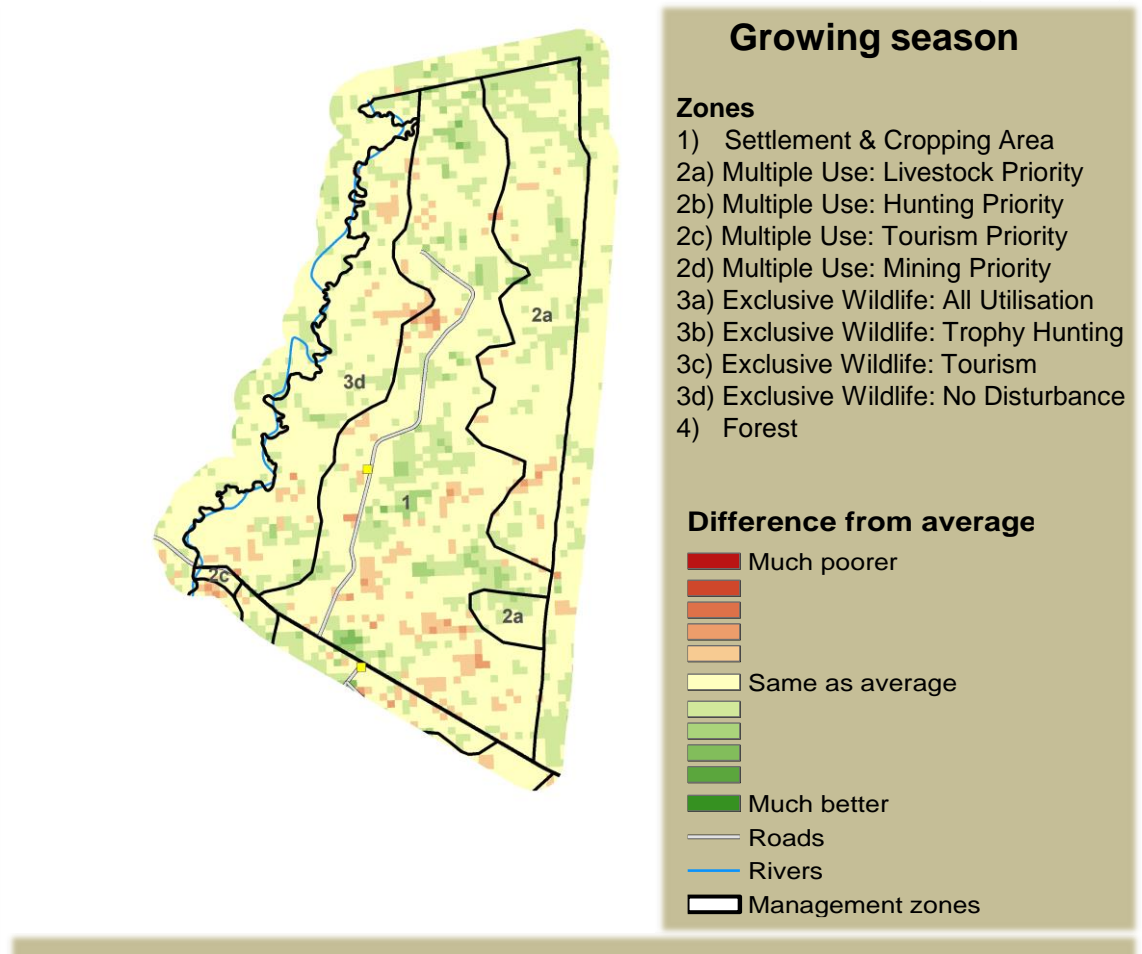 Growing season
Zones
1) Settlement & Cropping Area
2a) Multiple Use: Livestock Priority
2b) Multiple Use: Hunting Priority
2c) Multiple Use: Tourism Priority
2d) Multiple Use: Mining Priority
3a) Exclusive Wildlife: All Utilisation
3b) Exclusive Wildlife: Trophy Hunting
3c) Exclusive Wildlife: Tourism
3d) Exclusive Wildlife: No Disturbance
4) Forest
Difference from average
Much poorer
Same as average
Much better
Roads
Rivers
Management zones
2a
3d
1
2c
2a